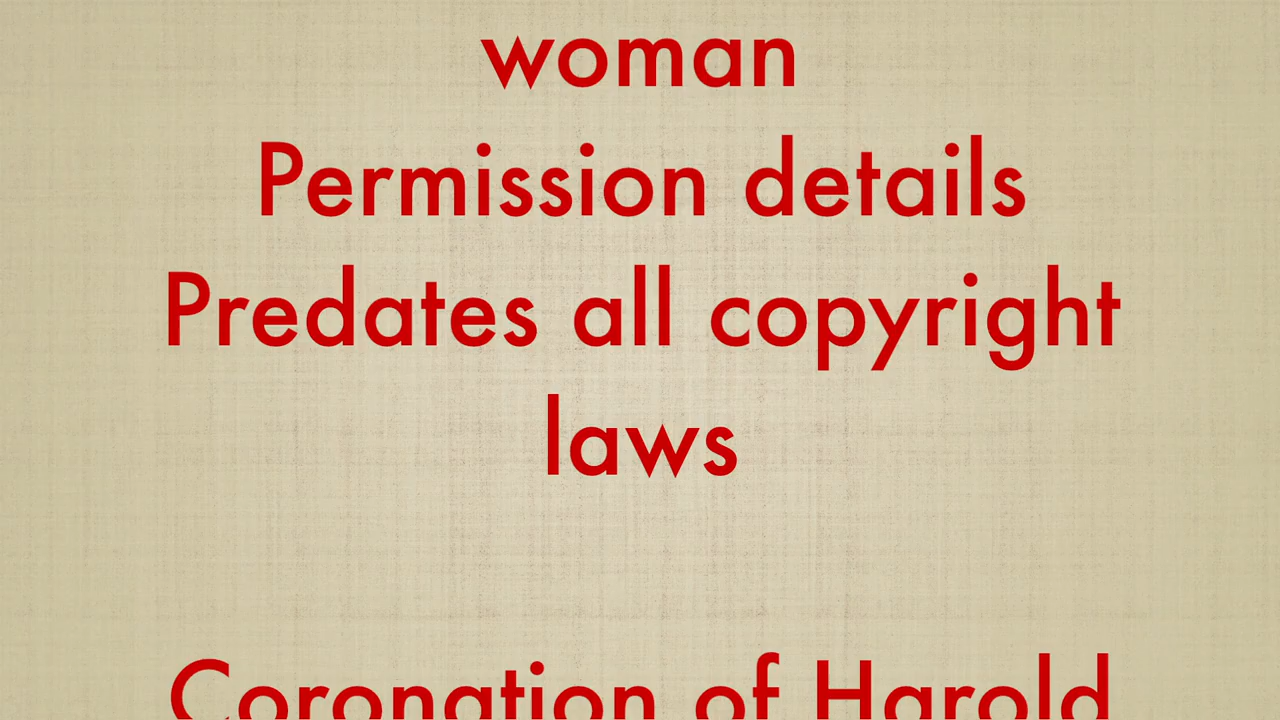 woman
Permission details
Predates all copyright
laws
Coronation of Harold